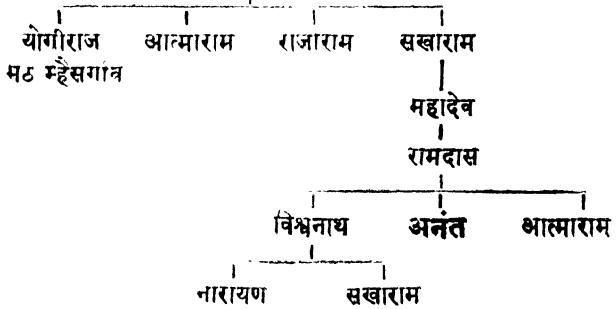 योगीराज आत्माराम राजाराम सखाराम
मठ म्हैसगांव
महादेव
रामदास
विश्वनाथ अनंत आत्माराम
नारायण सखाराम